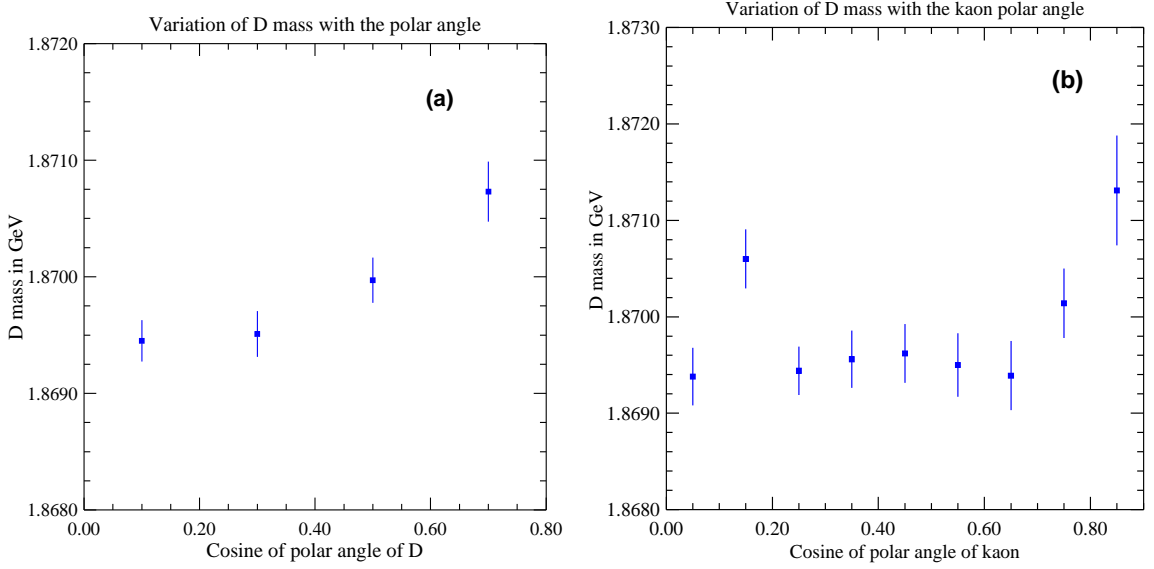 Variation of D mass with the polar angle
(a)
1.8720
1.8710
1.8700
1.8690
1.8680
D mass in GeV
0.00 0.20 0.40 0.60 0.80
Cosine of polar angle of D
Variation of D mass with the kaon polar angle
(b)
1.8730
1.8720
1.8710
1.8700
1.8690
1.8680
D mass in GeV
0.00 0.20 0.40 0.60 0.80
Cosine of polar angle of kaon